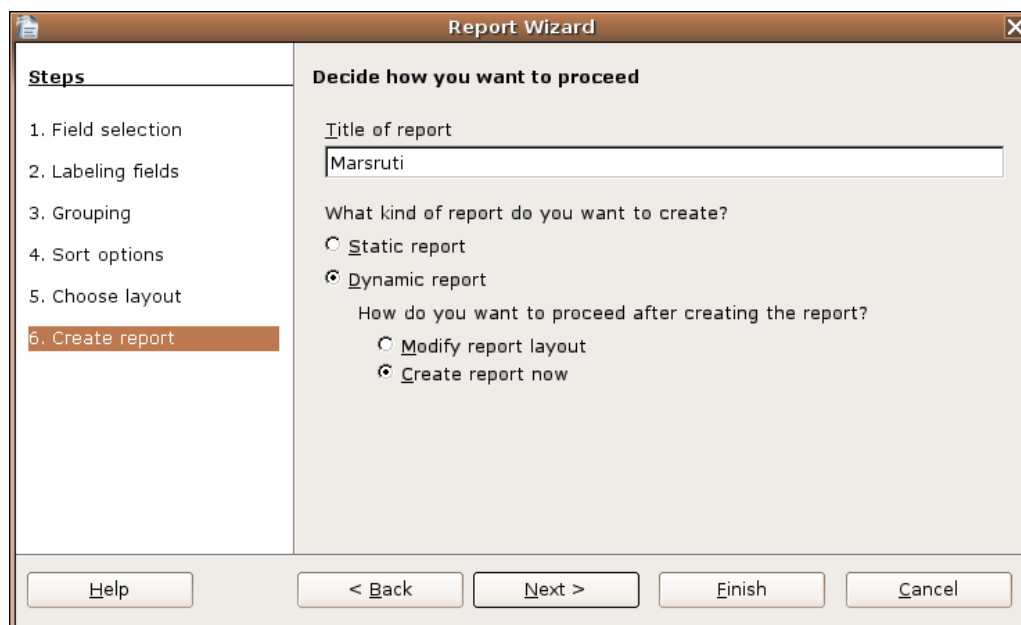 Report Wizard
Steps
1. Field selection
2. Labeling fields
3. Grouping
4. Sort options
5. Choose layout
6. Create report
Decide how you want to proceed
Title of report
Marsruti
What kind of report do you want to create?
Static report
Dynamic report
How do you want to proceed after creating the report?
Modify report layout
Create report now
Help
< Back
Next >
Finish
Cancel